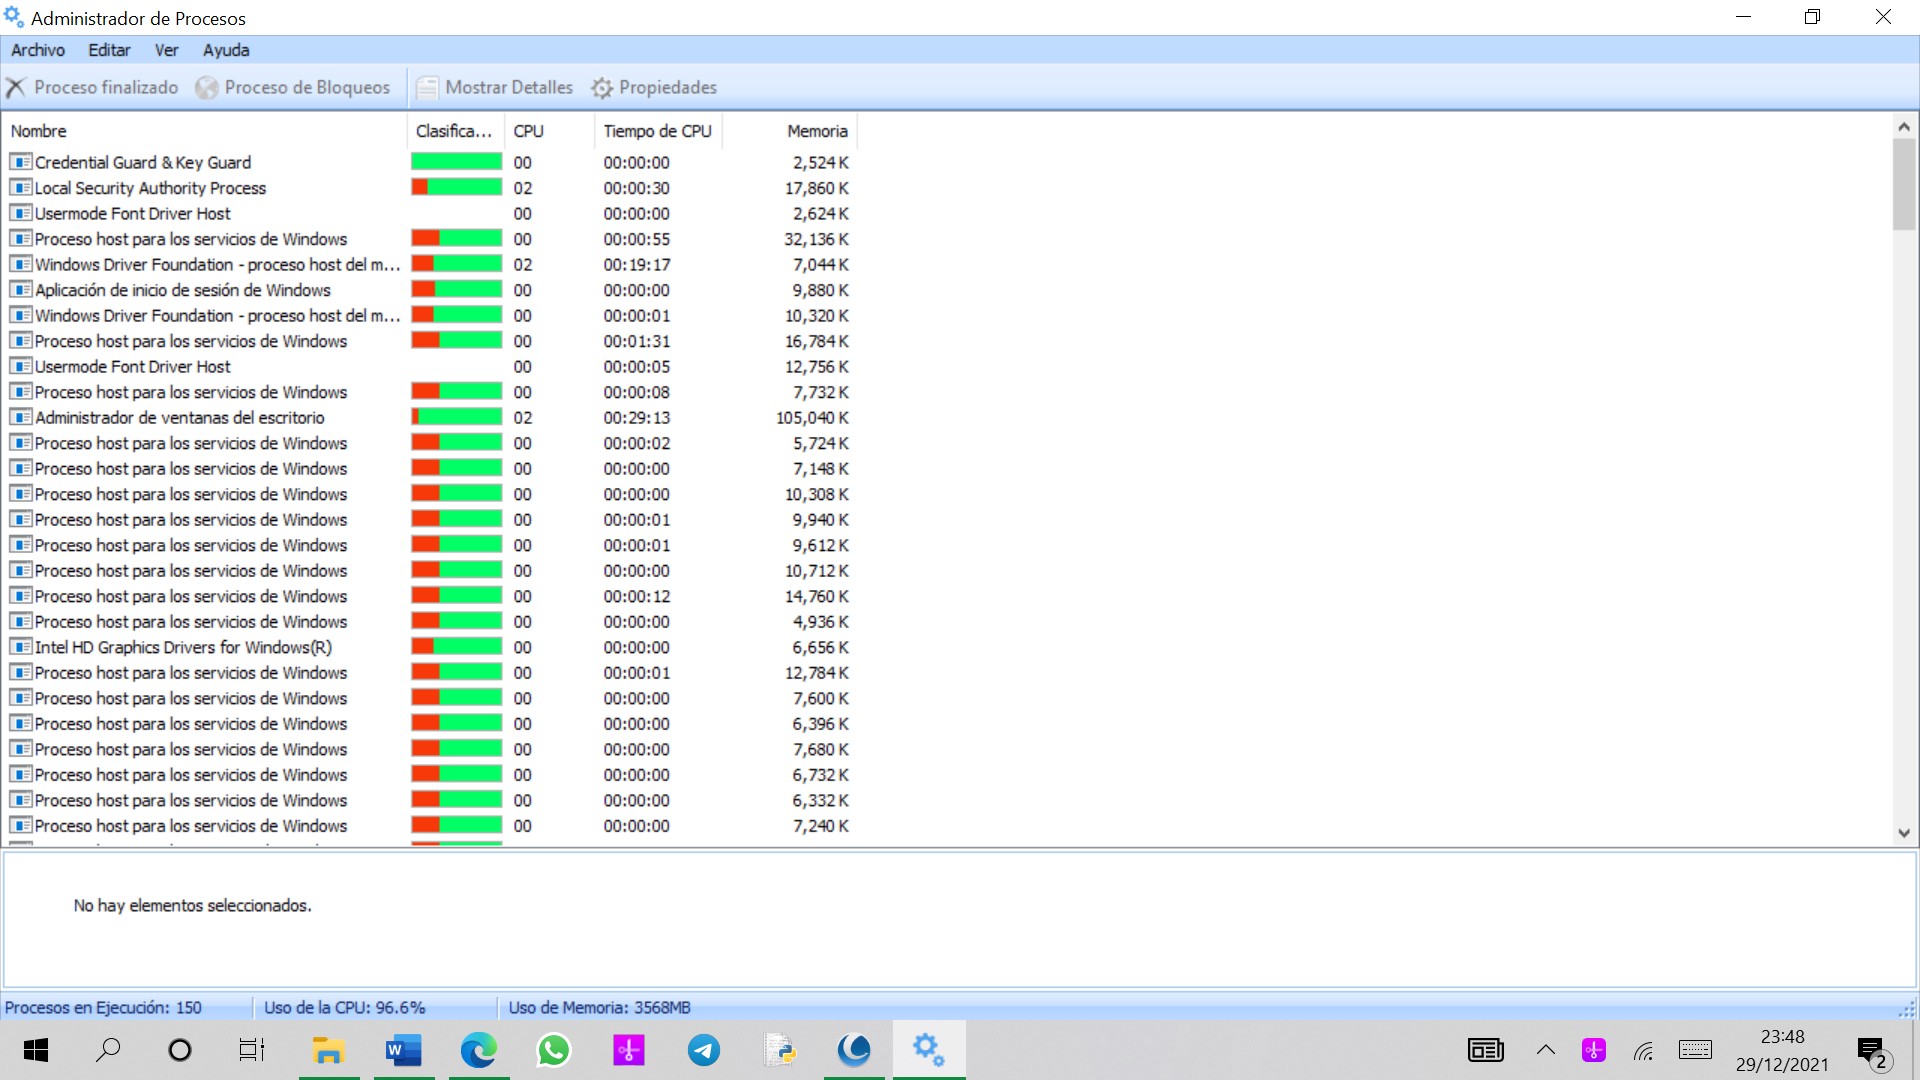 Administrador de Procesos
Archivo Editar Ver Ayuda
Proceso finalizado Proceso de Bloqueos Mostrar Detalles Propiedades
Nombre Clasifica... CPU Tiempo de CPU Memoria
Credential Guard & Key Guard 00 00:00:00 2,524 K
Local Security Authority Process 02 00:00:30 17,860 K
Usermode Font Driver Host 00 00:00:00 2,624 K
Proceso host para los servicios de Windows 00 00:00:55 32,136 K
Windows Driver Foundation - proceso host del m... 02 00:19:17 7,044 K
Aplicación de inicio de sesión de Windows 00 00:00:00 9,880 K
Windows Driver Foundation - proceso host del m... 00 00:00:01 10,320 K
Proceso host para los servicios de Windows 00 00:01:31 16,784 K
Usermode Font Driver Host 00 00:00:05 12,756 K
Proceso host para los servicios de Windows 00 00:00:08 7,732 K
Administrador de ventanas del escritorio 02 00:29:13 105,040 K
Proceso host para los servicios de Windows 00 00:00:02 5,724 K
Proceso host para los servicios de Windows 00 00:00:00 7,148 K
Proceso host para los servicios de Windows 00 00:00:00 10,308 K
Proceso host para los servicios de Windows 00 00:00:01 9,940 K
Proceso host para los servicios de Windows 00 00:00:01 9,612 K
Proceso host para los servicios de Windows 00 00:00:00 10,712 K
Proceso host para los servicios de Windows 00 00:00:12 14,760 K
Proceso host para los servicios de Windows 00 00:00:00 4,936 K
Intel HD Graphics Drivers for Windows(R) 00 00:00:00 6,656 K
Proceso host para los servicios de Windows 00 00:00:01 12,784 K
Proceso host para los servicios de Windows 00 00:00:00 7,600 K
Proceso host para los servicios de Windows 00 00:00:00 6,396 K
Proceso host para los servicios de Windows 00 00:00:00 7,680 K
Proceso host para los servicios de Windows 00 00:00:00 6,732 K
Proceso host para los servicios de Windows 00 00:00:00 6,332 K
Proceso host para los servicios de Windows 00 00:00:00 7,240 K
No hay elementos seleccionados.
Procesos en Ejecución: 150 Uso de la CPU: 96.6% Uso de Memoria: 3568MB
W
23:48
29/12/2021
2